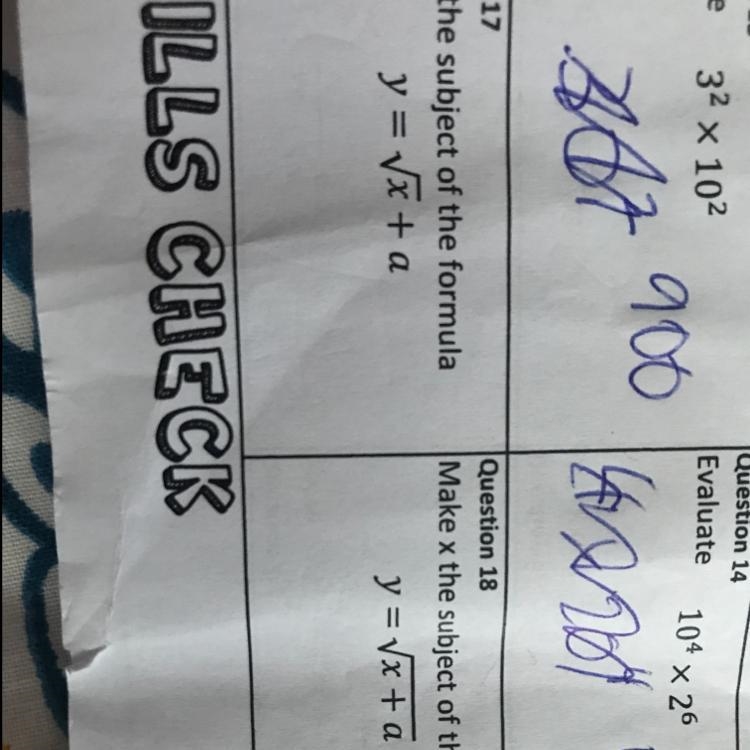 e 3² × 10²
900
Question 14
Evaluate 10⁴ × 2⁶
17
the subject of the formula
y = √x + a
Question 18
Make x the subject of th
y = √(x + a
ILLS CHECK